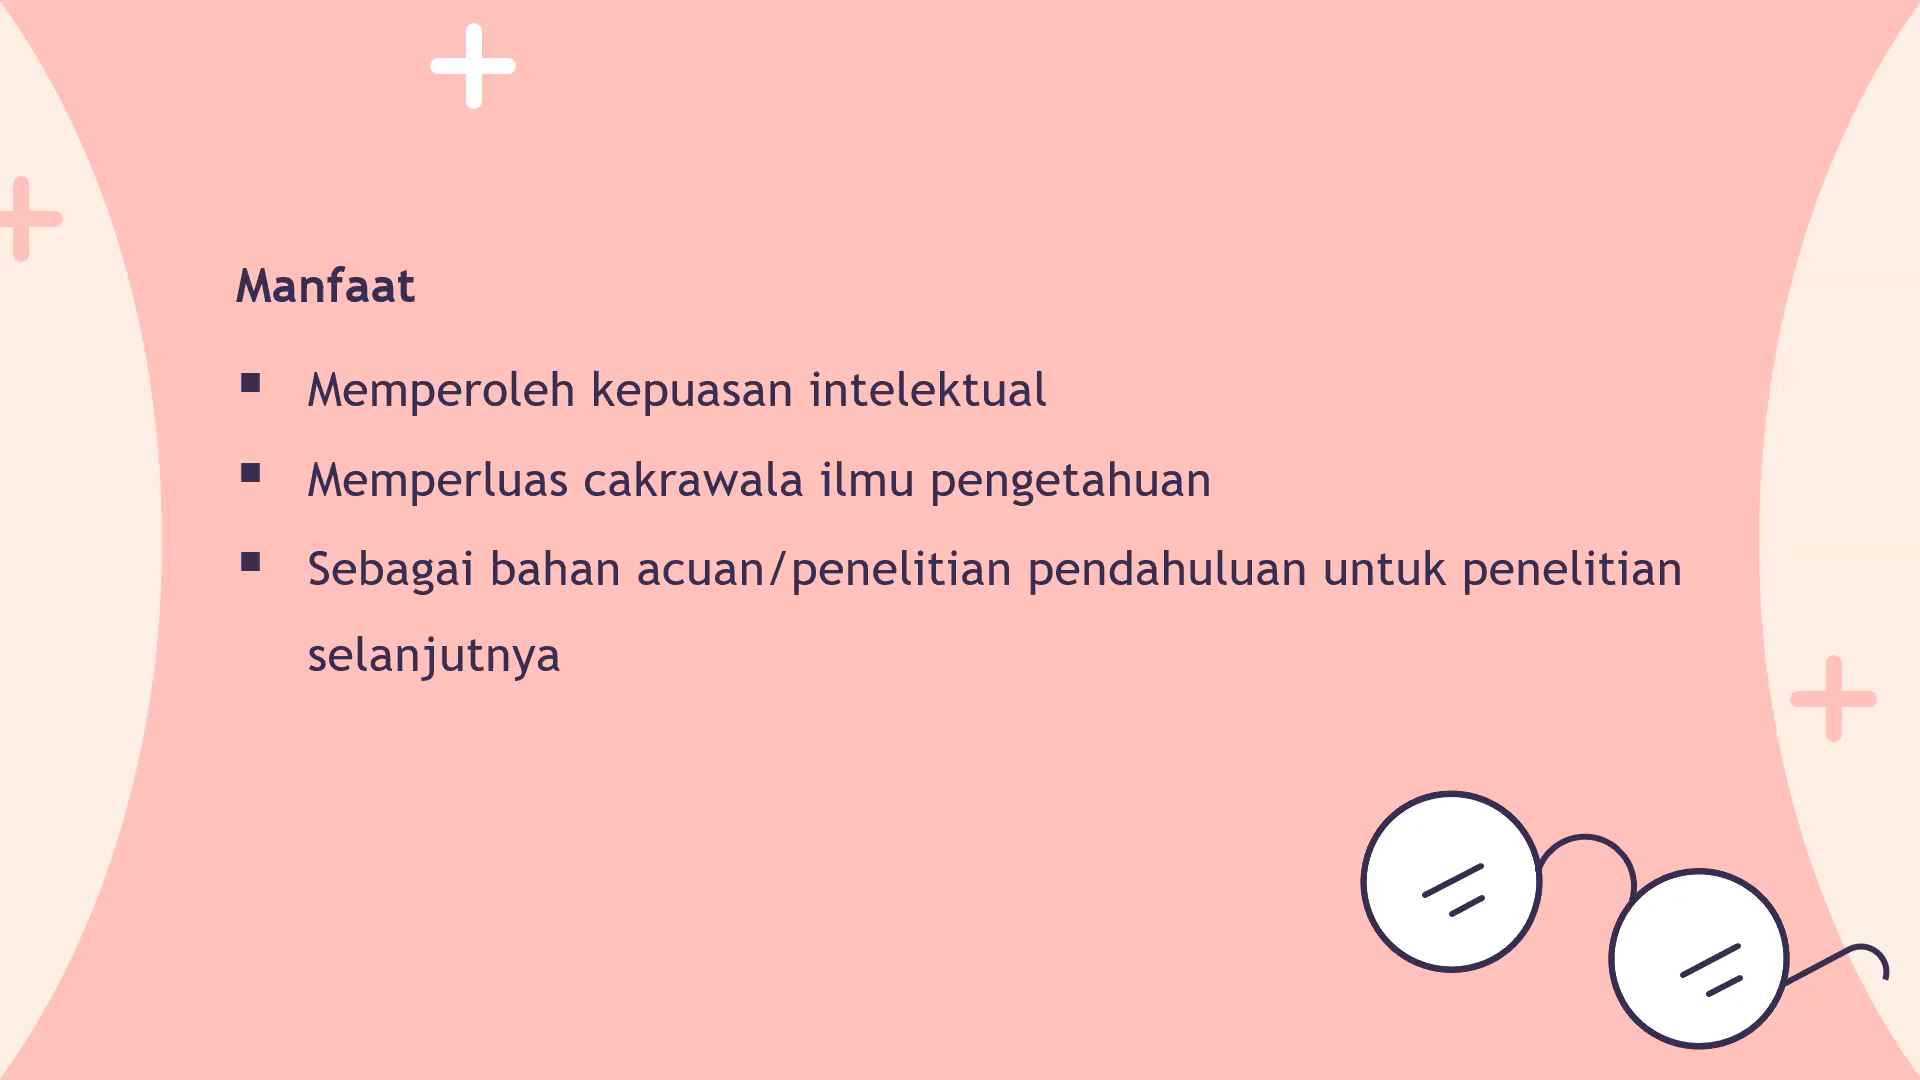 Manfaat
▪ Memperoleh kepuasan intelektual
▪ Memperluas cakrawala ilmu pengetahuan
▪ Sebagai bahan acuan/penelitian pendahuluan untuk penelitian
selanjutnya